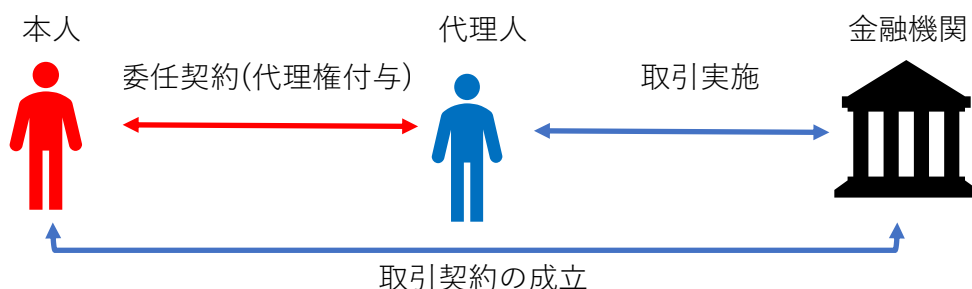 本人
代理人
金融機関
委任契約(代理権付与)
取引実施
取引契約の成立